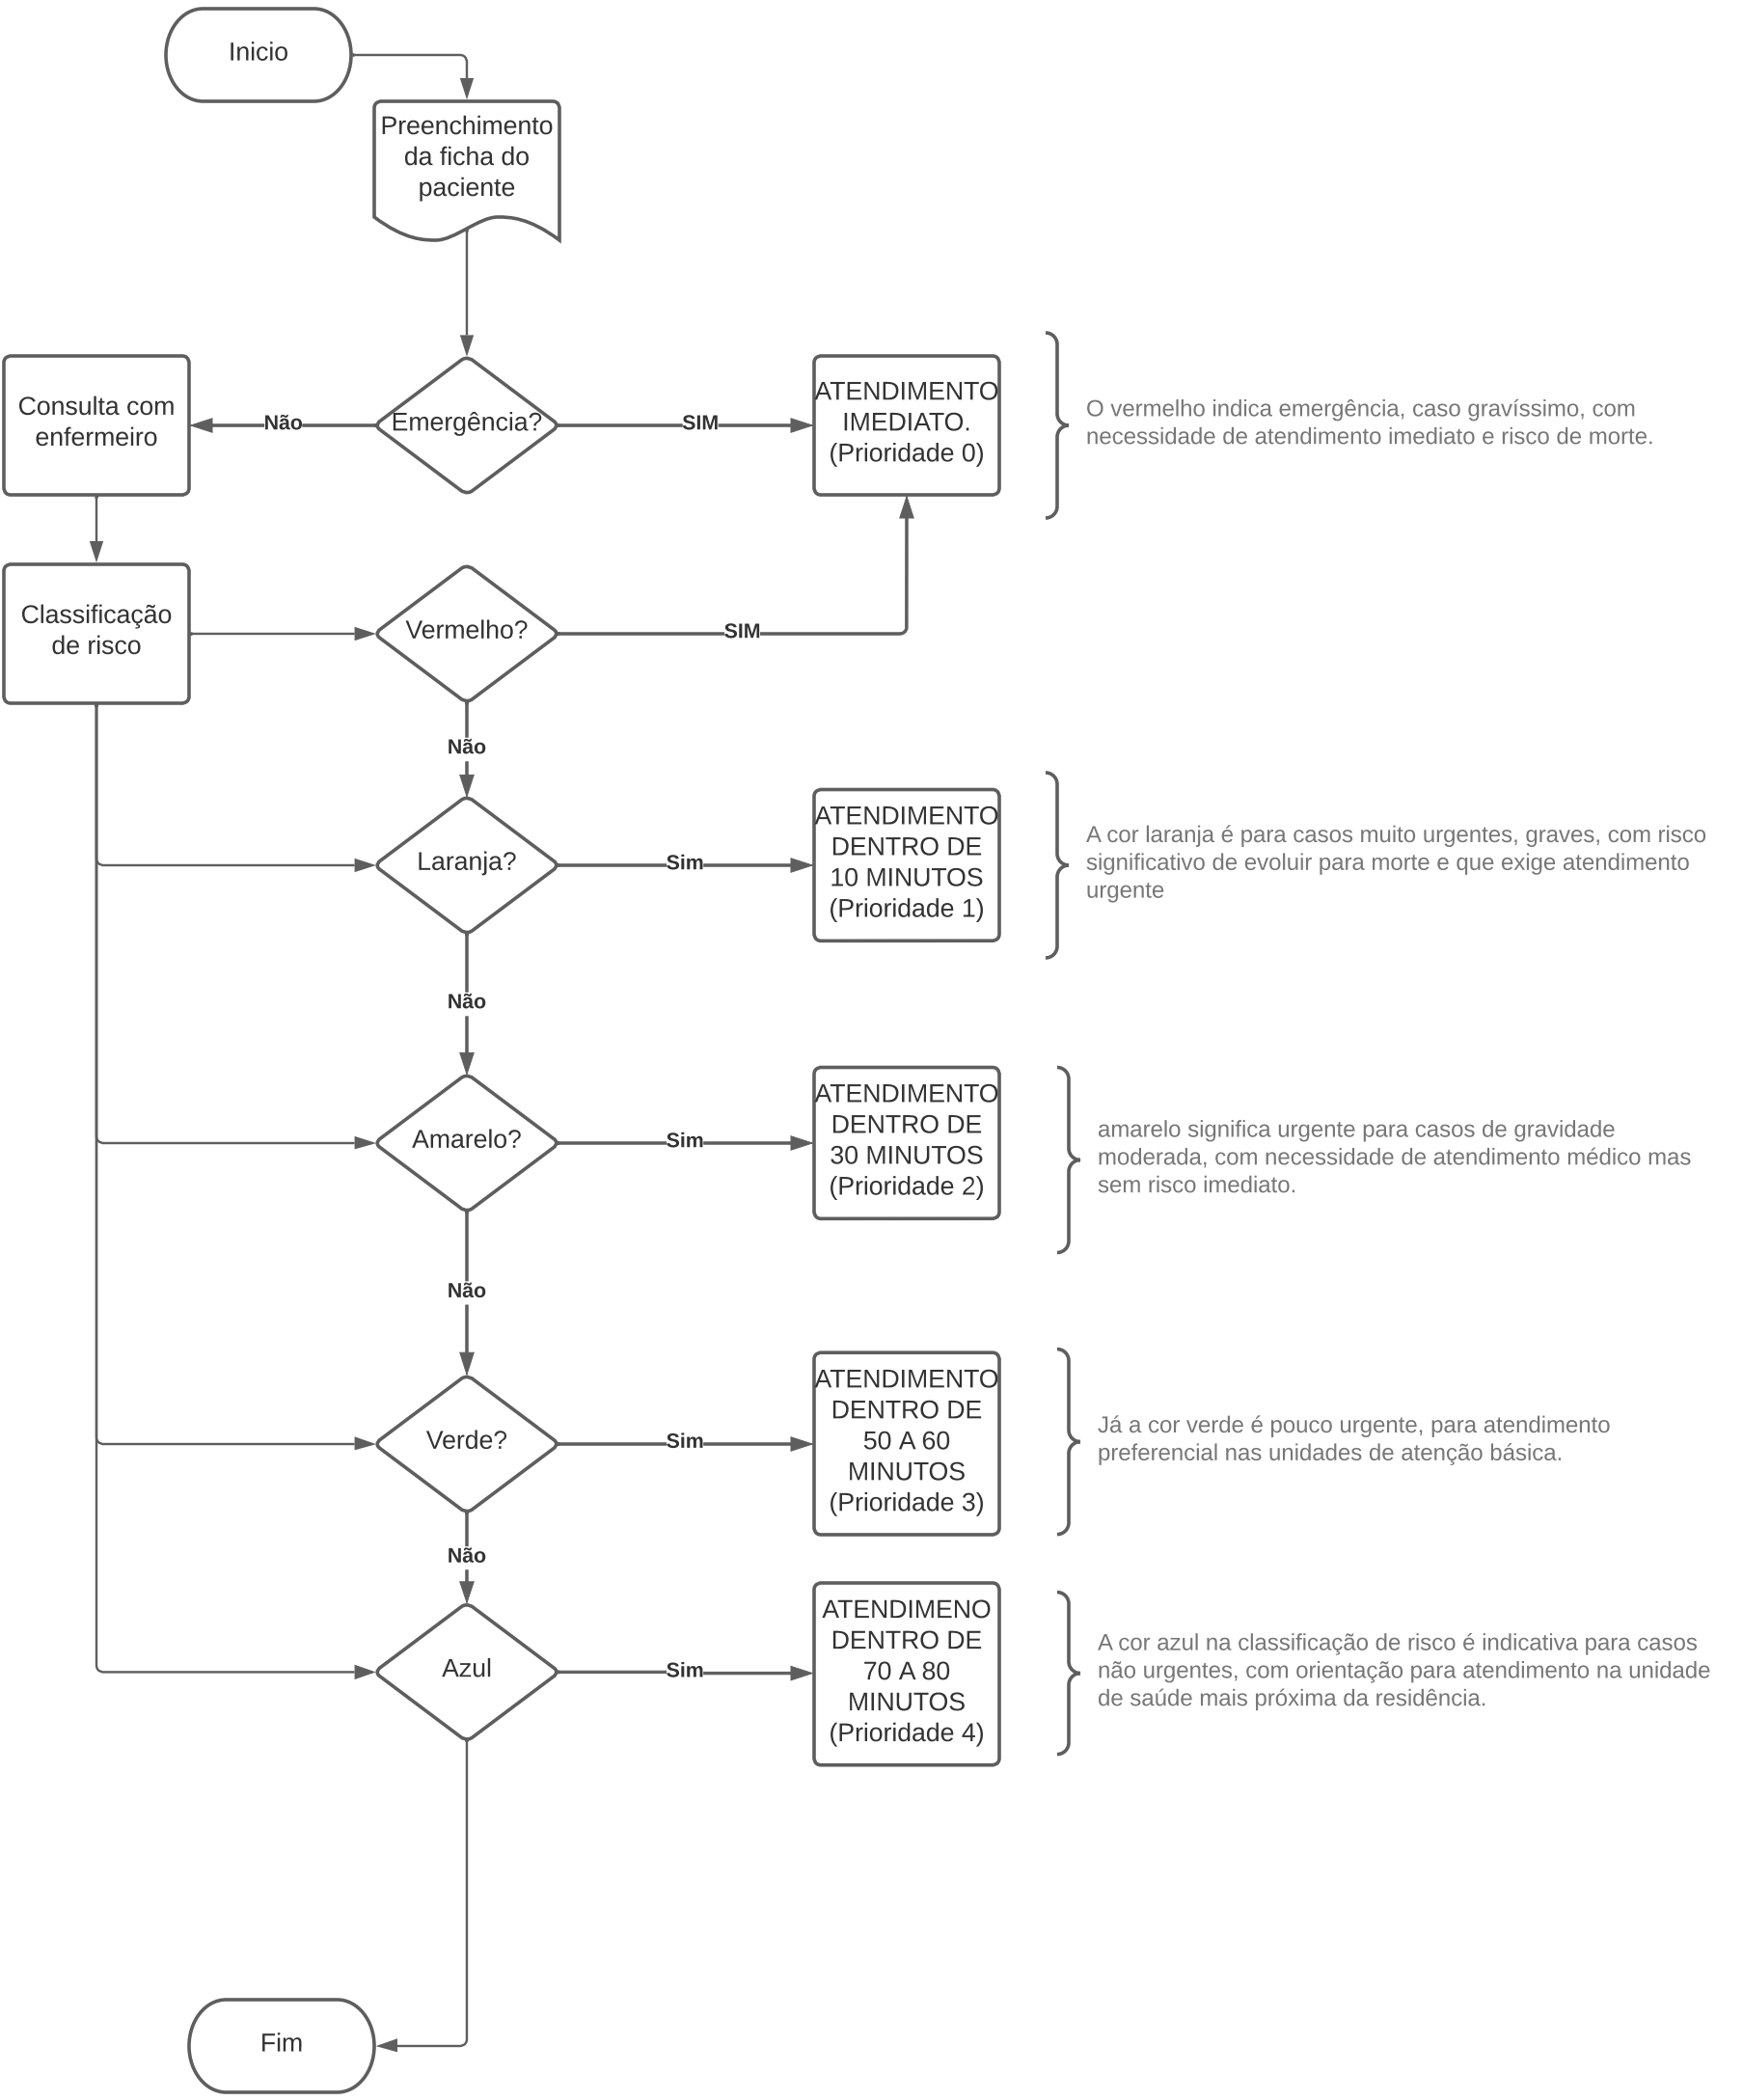 Inicio
Preenchimento
da ficha do
paciente
Consulta com
enfermeiro
Não
Emergência?
SIM
ATENDIMENTO
IMEDIATO.
(Prioridade 0)
O vermelho indica emergência, caso gravíssimo, com
necessidade de atendimento imediato e risco de morte.
Classificação
de risco
Vermelho?
SIM
Não
Laranja?
Sim
ATENDIMENTO
DENTRO DE
10 MINUTOS
(Prioridade 1)
A cor laranja é para casos muito urgentes, graves, com risco
significativo de evoluir para morte e que exige atendimento
urgente
Não
Amarelo?
Sim
ATENDIMENTO
DENTRO DE
30 MINUTOS
(Prioridade 2)
amarelo significa urgente para casos de gravidade
moderada, com necessidade de atendimento médico mas
sem risco imediato.
Não
Verde?
Sim
ATENDIMENTO
DENTRO DE
50 A 60
MINUTOS
(Prioridade 3)
Já a cor verde é pouco urgente, para atendimento
preferencial nas unidades de atenção básica.
Não
Azul
Sim
ATENDIMENO
DENTRO DE
70 A 80
MINUTOS
(Prioridade 4)
A cor azul na classificação de risco é indicativa para casos
não urgentes, com orientação para atendimento na unidade
de saúde mais próxima da residência.
Fim